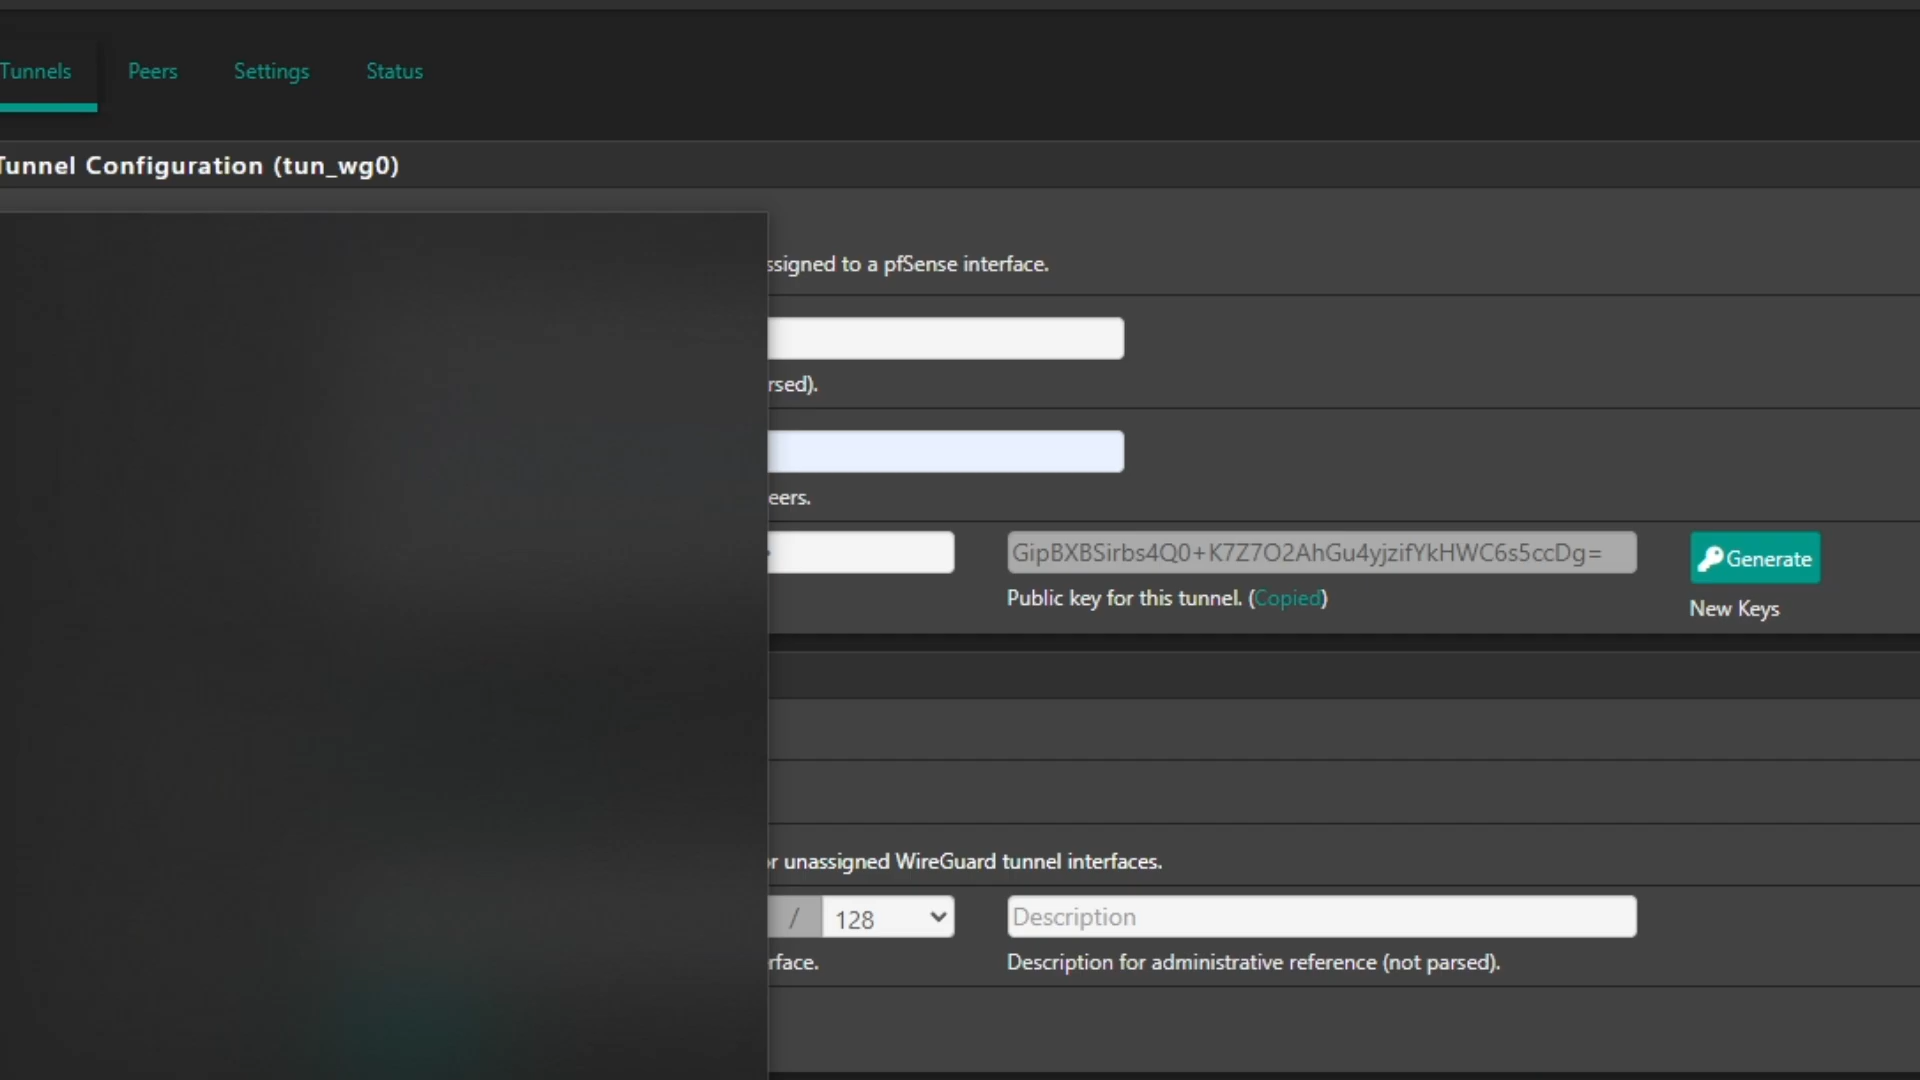 Tunnels Peers Settings Status
Tunnel Configuration (tun_wg0)
ssigned to a pfSense interface.
rsed).
eers.
GipBXBSirbs4Q0+K7Z7O2AhGu4yjzifYkHWC6s5ccDg= Generate
Public key for this tunnel. (Copied) New Keys
r unassigned WireGuard tunnel interfaces.
/ 128 Description
rface. Description for administrative reference (not parsed).